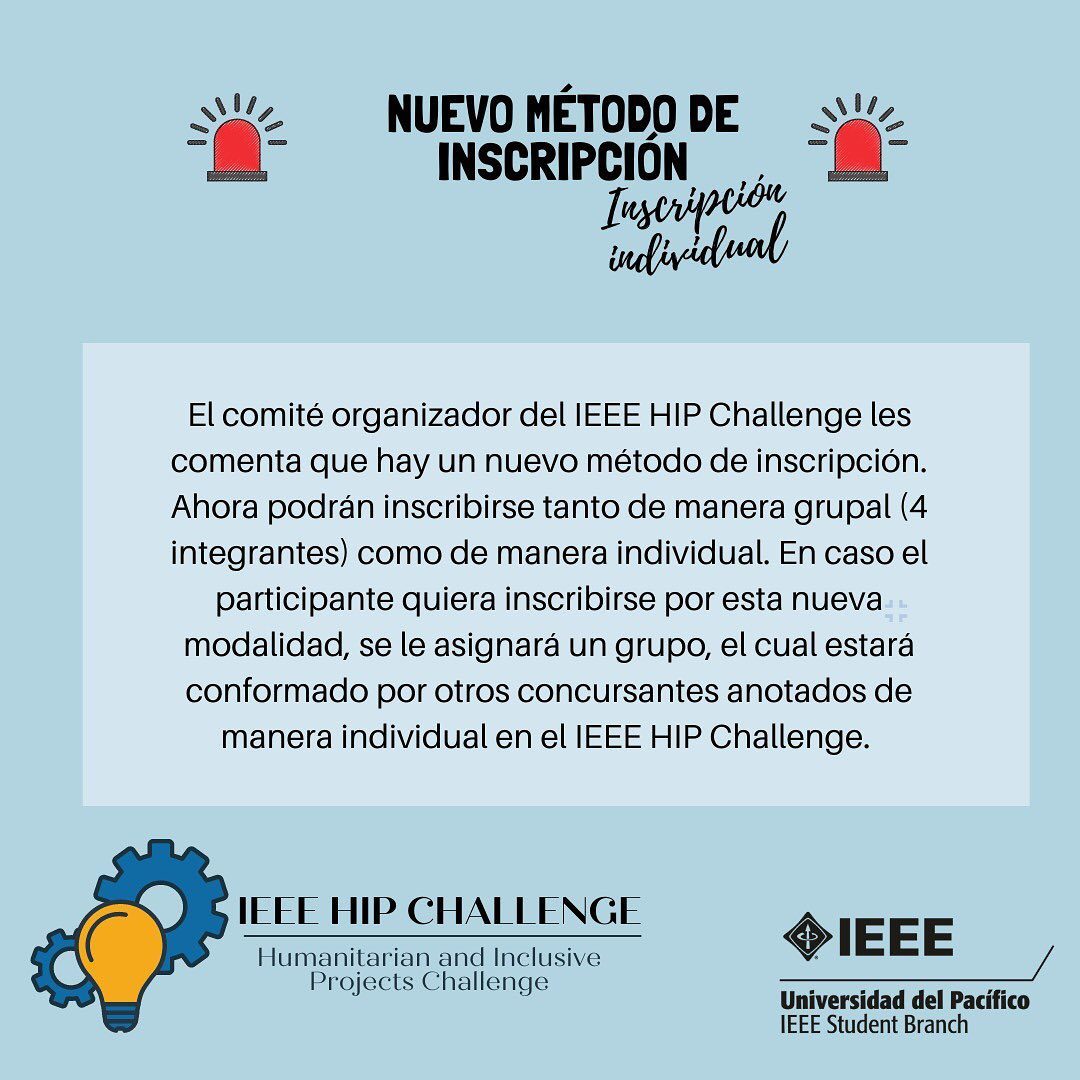 NUEVO MÉTODO DE
INSCRIPCIÓN
Inscripción
individual
El comité organizador del IEEE HIP Challenge les
comenta que hay un nuevo método de inscripción.
Ahora podrán inscribirse tanto de manera grupal (4
integrantes) como de manera individual. En caso el
participante quiera inscribirse por esta nueva
modalidad, se le asignará un grupo, el cual estará
conformado por otros concursantes anotados de
manera individual en el IEEE HIP Challenge.
IEEE HIP CHALLENGE
Humanitarian and Inclusive
Projects Challenge
IEEE
Universidad del Pacífico
IEEE Student Branch